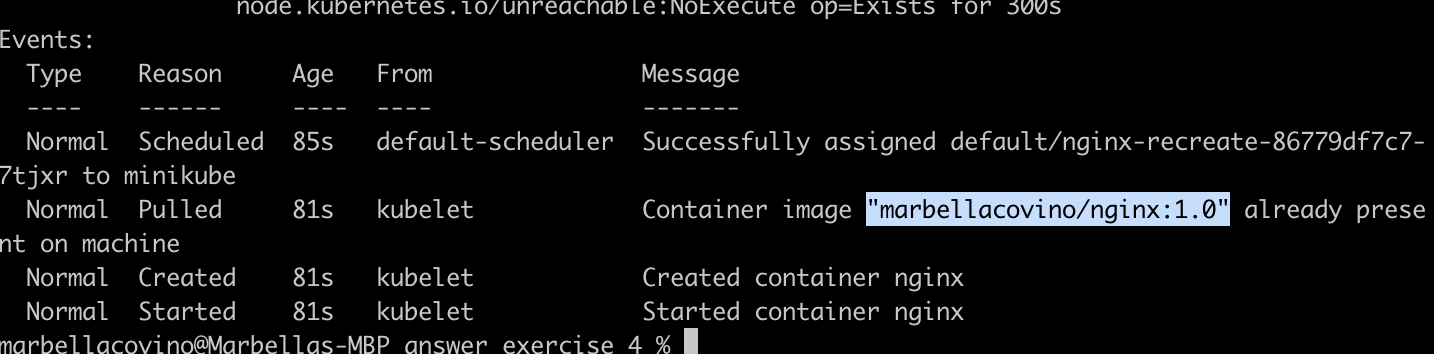 node.kubernetes.io/unreachable:NoExecute op=Exists for 300s
Events:
  Type    Reason     Age   From               Message
  ----    ------     ----  ----               -------
  Normal  Scheduled  85s   default-scheduler  Successfully assigned default/nginx-recreate-86779df7c7-
7tjxr to minikube
  Normal  Pulled     81s   kubelet            Container image "marbellacovino/nginx:1.0" already prese
nt on machine
  Normal  Created    81s   kubelet            Created container nginx
  Normal  Started    81s   kubelet            Started container nginx
marbellacovino@Marbellas-MBP answer exercise 4 %